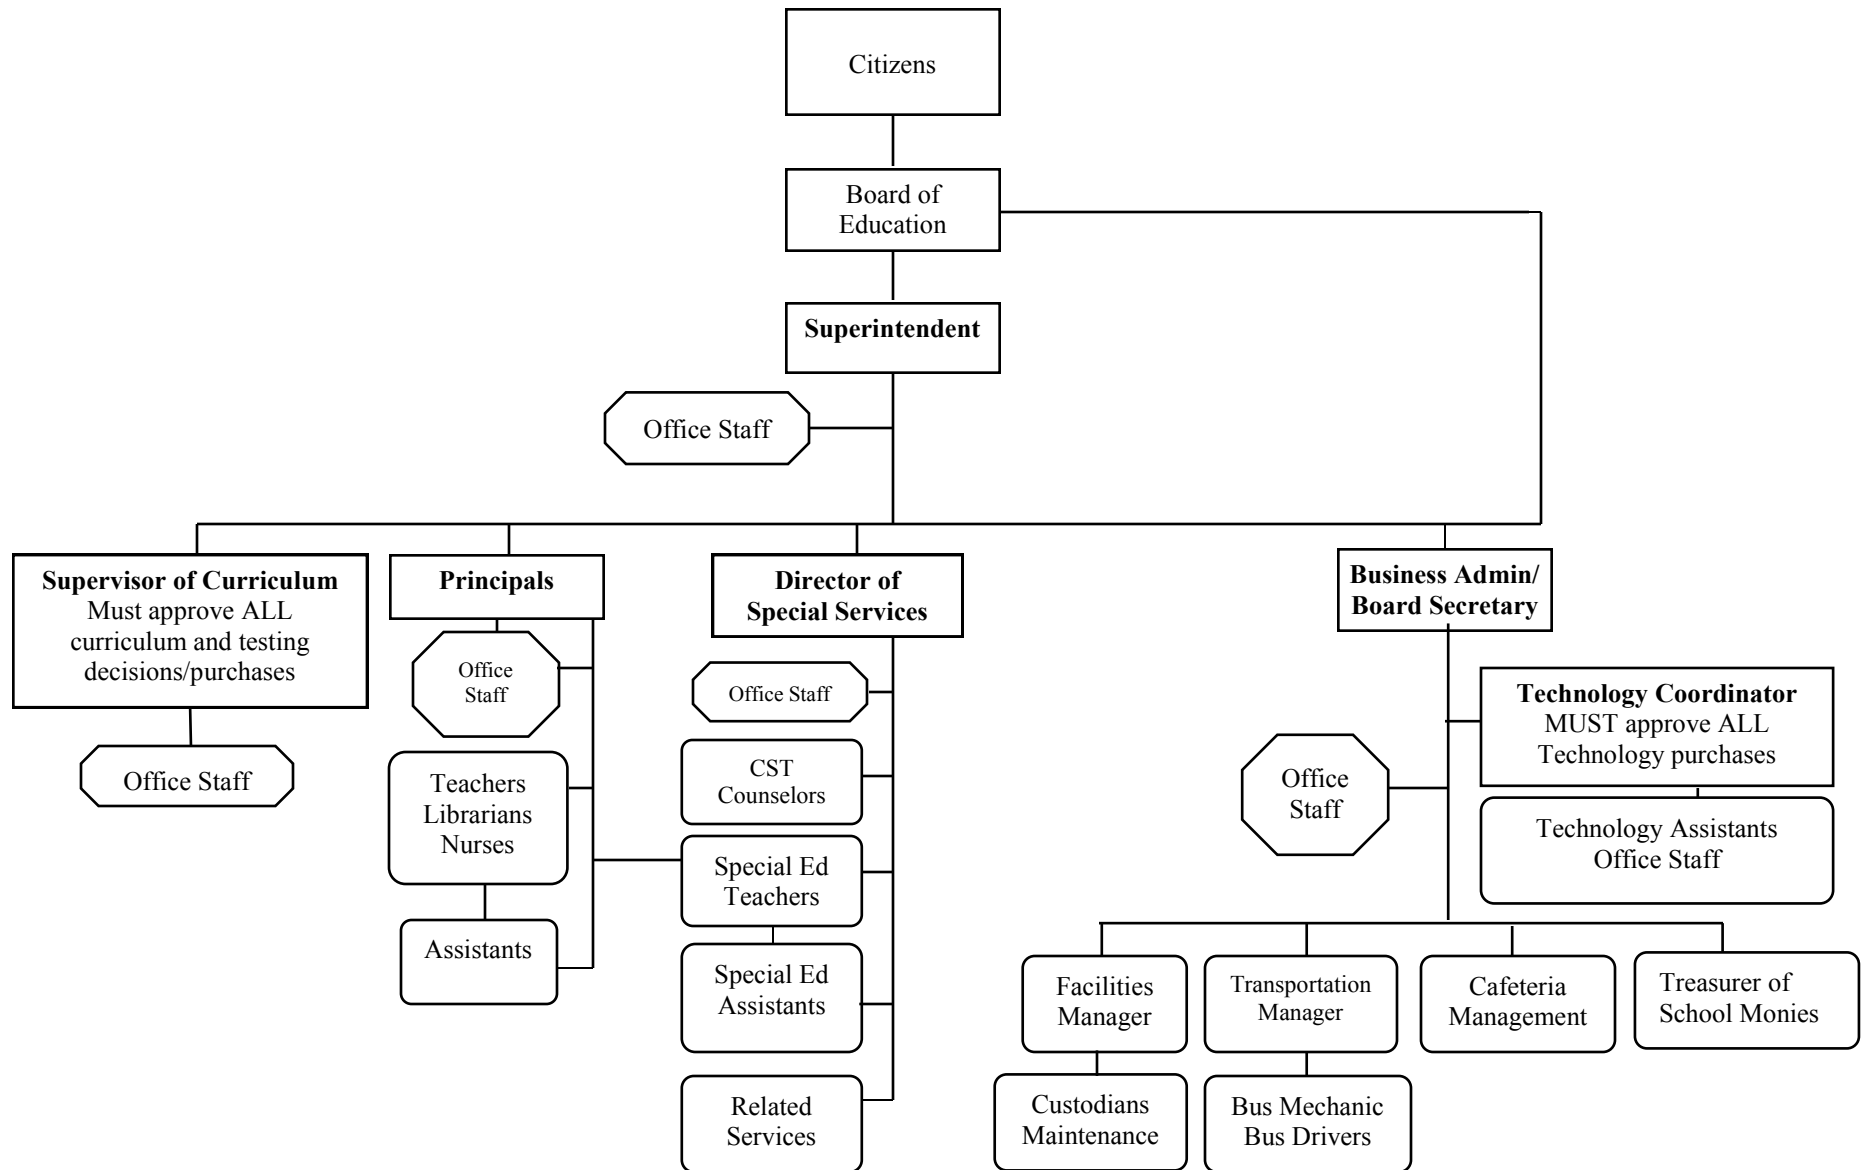 Citizens
Board of
Education
Superintendent
Office Staff
Supervisor of Curriculum
Must approve ALL
curriculum and testing
decisions/purchases
Office Staff
Principals
Office
Staff
Teachers
Librarians
Nurses
Assistants
Director of
Special Services
Office Staff
CST
Counselors
Special Ed
Teachers
Special Ed
Assistants
Related
Services
Business Admin/
Board Secretary
Technology Coordinator
MUST approve ALL
Technology purchases
Technology Assistants
Office Staff
Office
Staff
Facilities
Manager
Custodians
Maintenance
Transportation
Manager
Bus Mechanic
Bus Drivers
Cafeteria
Management
Treasurer of
School Monies